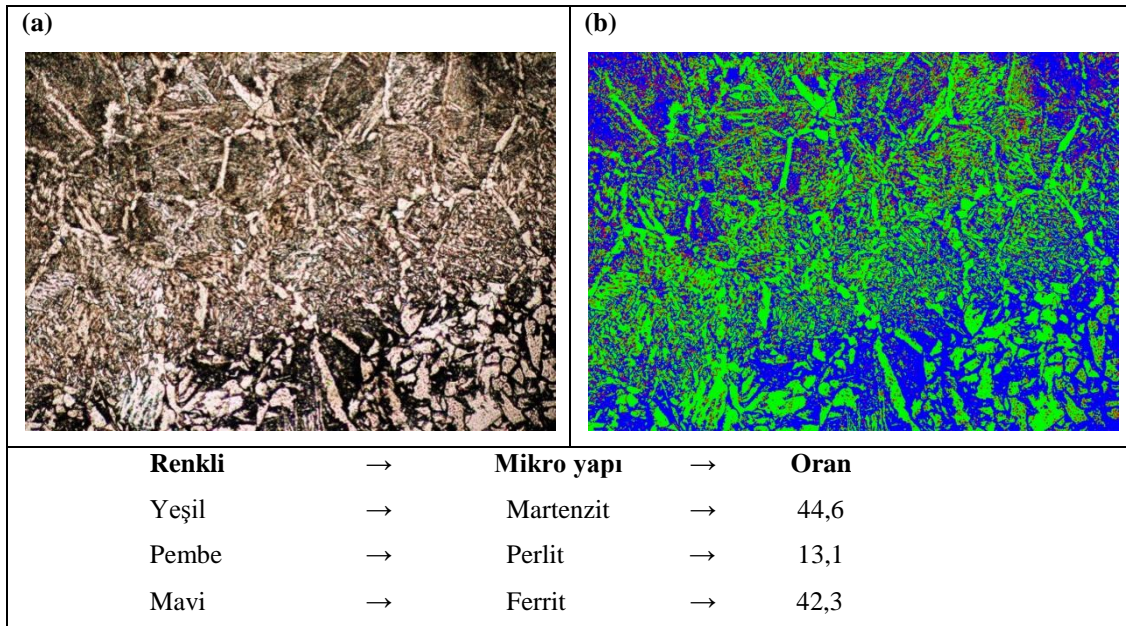 (a) (b)
Renkli → Mikro yapı → Oran
Yeşil → Martenzit → 44,6
Pembe → Perlit → 13,1
Mavi → Ferrit → 42,3